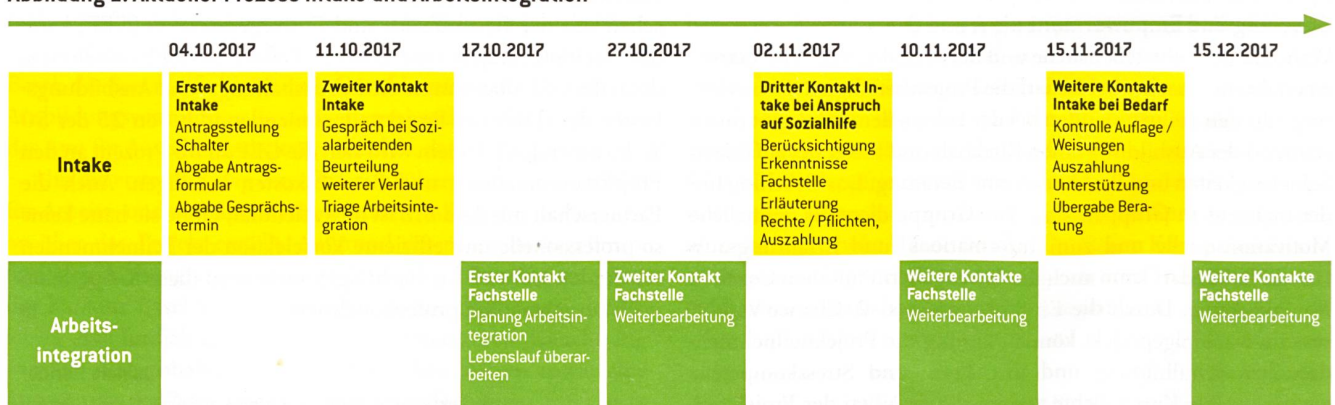 04.10.2017 11.10.2017 17.10.2017 27.10.2017 02.11.2017 10.11.2017 15.11.2017 15.12.2017
Intake
Erster Kontakt
Intake
Antragsstellung
Schalter
Abgabe Antrags-
formular
Abgabe Gesprächs-
termin
Zweiter Kontakt
Intake
Gespräch bei Sozi-
alarbeitenden
Beurteilung
weiterer Verlauf
Triage Arbeitsinte-
gration
Dritter Kontakt In-
take bei Anspruch
auf Sozialhilfe
Berücksichtigung
Erkenntnisse
Fachstelle
Erläuterung
Rechte / Pflichten,
Auszahlung
Weitere Kontakte
Intake bei Bedarf
Kontrolle Auflage /
Weisungen
Auszahlung
Unterstützung
Übergabe Bera-
tung
Arbeits-
integration
Erster Kontakt
Fachstelle
Planung Arbeitsin-
tegration
Lebenslauf überar-
beiten
Zweiter Kontakt
Fachstelle
Weiterbearbeitung
Weitere Kontakte
Fachstelle
Weiterbearbeitung
Weitere Kontakte
Fachstelle
Weiterbearbeitung